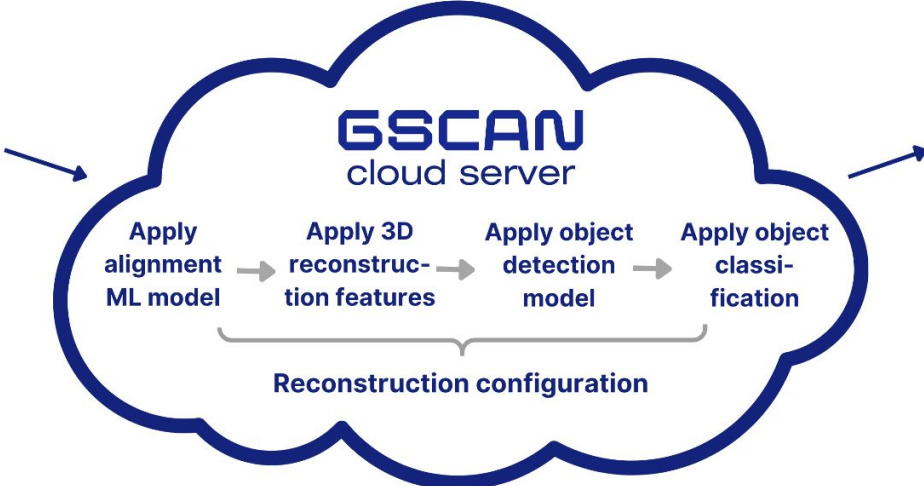 GSCAN
cloud server
Apply
alignment
ML model
Apply 3D
reconstruc-
tion features
Apply object
detection
model
Apply object
classi-
fication
Reconstruction configuration